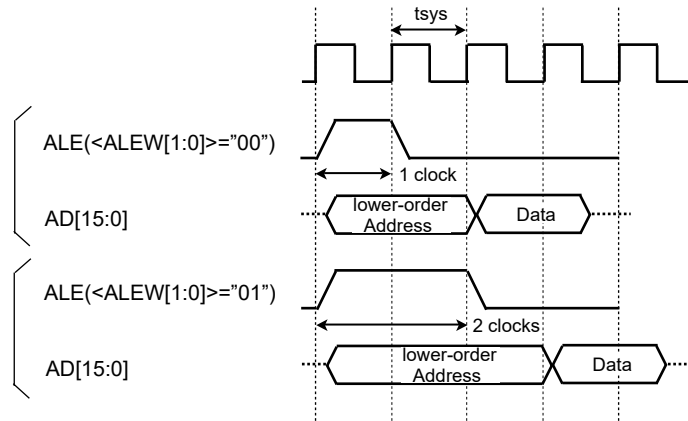 tsys
ALE(<ALEW[1:0]>=”00”)
1 clock
AD[15:0]
lower-order
Address
Data
ALE(<ALEW[1:0]>=”01”)
2 clocks
AD[15:0]
lower-order
Address
Data